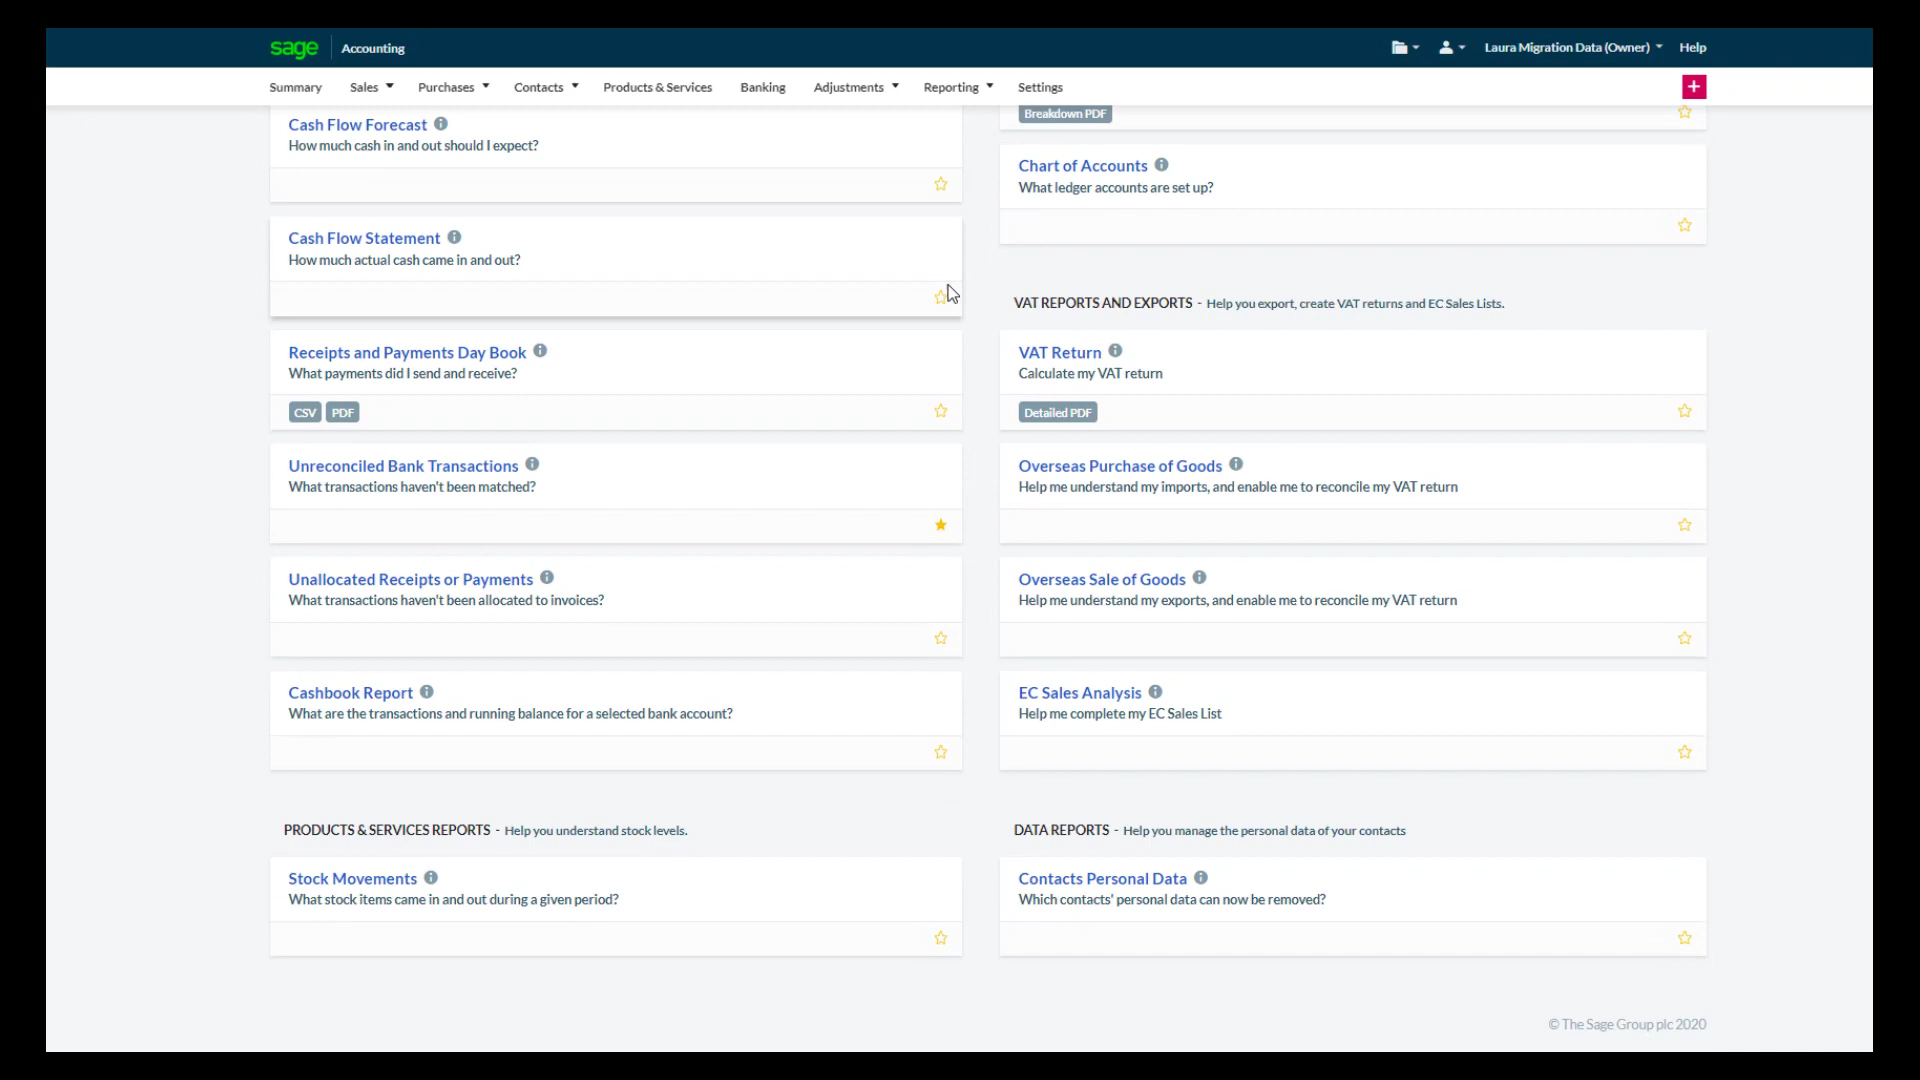 sage Accounting
Laura Migration Data (Owner) Help
Summary Sales Purchases Contacts Products & Services Banking Adjustments Reporting Settings
Cash Flow Forecast
How much cash in and out should I expect?
Cash Flow Statement
How much actual cash came in and out?
Receipts and Payments Day Book
What payments did I send and receive?
CSV PDF
Unreconciled Bank Transactions
What transactions haven't been matched?
Unallocated Receipts or Payments
What transactions haven't been allocated to invoices?
Cashbook Report
What are the transactions and running balance for a selected bank account?
PRODUCTS & SERVICES REPORTS - Help you understand stock levels.
Stock Movements
What stock items came in and out during a given period?
Breakdown PDF
Chart of Accounts
What ledger accounts are set up?
VAT REPORTS AND EXPORTS - Help you export, create VAT returns and EC Sales Lists.
VAT Return
Calculate my VAT return
Detailed PDF
Overseas Purchase of Goods
Help me understand my imports, and enable me to reconcile my VAT return
Overseas Sale of Goods
Help me understand my exports, and enable me to reconcile my VAT return
EC Sales Analysis
Help me complete my EC Sales List
DATA REPORTS - Help you manage the personal data of your contacts
Contacts Personal Data
Which contacts' personal data can now be removed?
© The Sage Group plc 2020